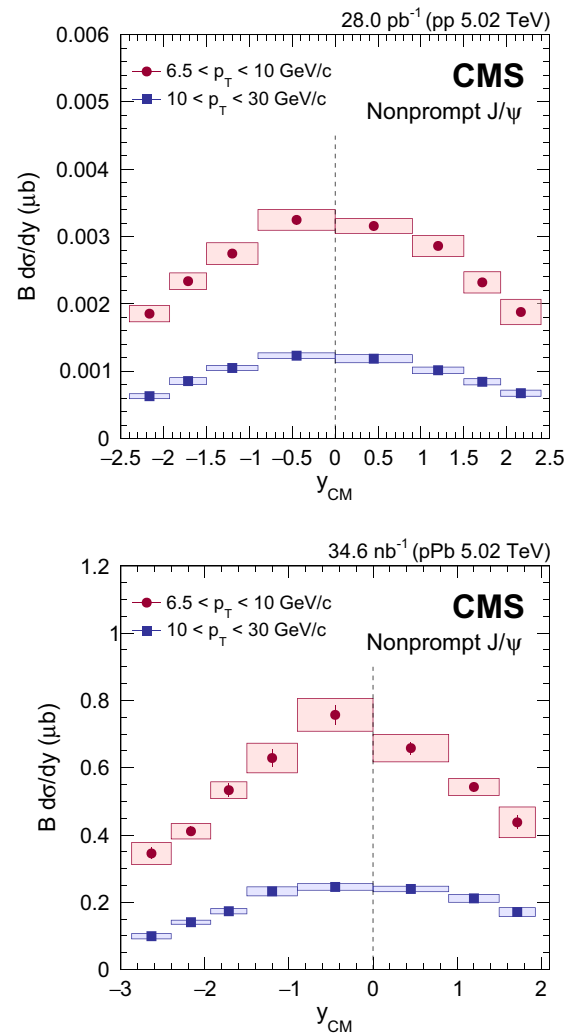 28.0 pb⁻¹ (pp 5.02 TeV)
0.006
6.5 < p_T < 10 GeV/c
CMS
10 < p_T < 30 GeV/c
Nonprompt J/ψ
0.005
0.004
0.003
0.002
0.001
0
B dσ/dy (μb)
−2.5 −2 −1.5 −1 −0.5 0 0.5 1 1.5 2 2.5
y_CM
34.6 nb⁻¹ (pPb 5.02 TeV)
1.2
6.5 < p_T < 10 GeV/c
CMS
10 < p_T < 30 GeV/c
Nonprompt J/ψ
1
0.8
0.6
0.4
0.2
0
B dσ/dy (μb)
−3 −2 −1 0 1 2
y_CM